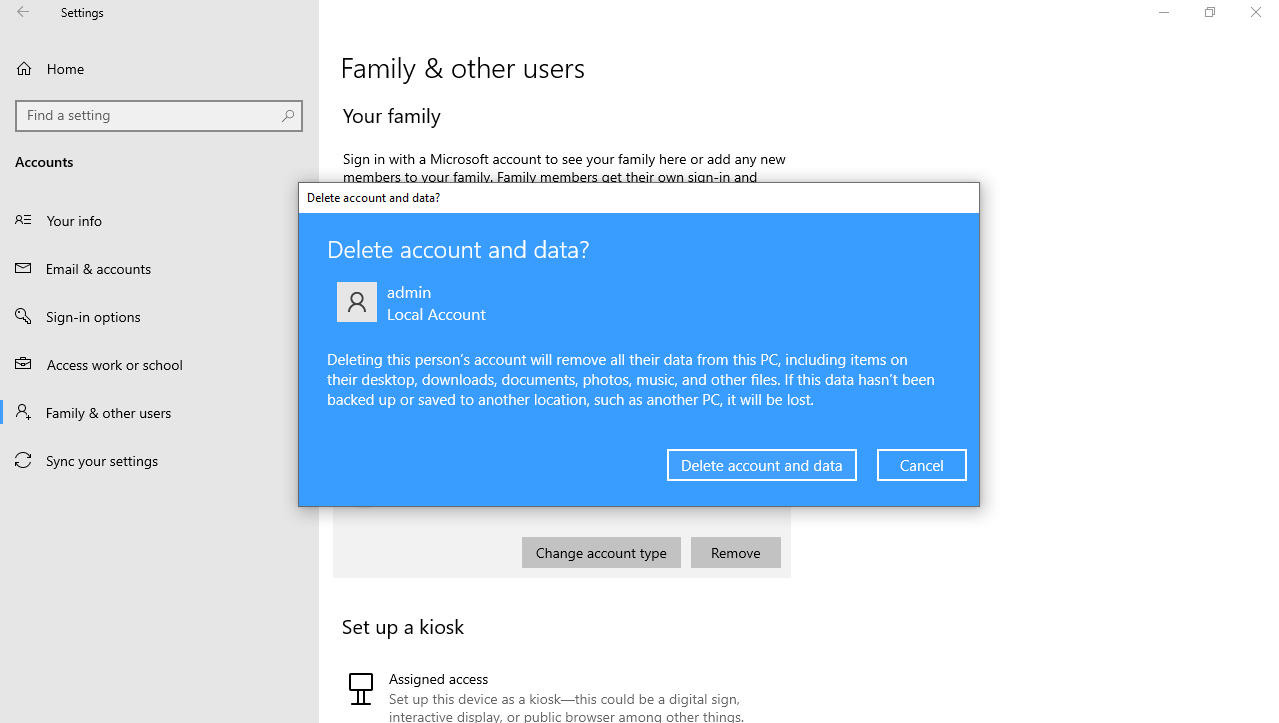 Settings
Home
Find a setting
Accounts
Your info
Email & accounts
Sign-in options
Access work or school
Family & other users
Sync your settings
Family & other users
Your family
Sign in with a Microsoft account to see your family here or add any new
members to your family. Family members get their own sign-in and
Delete account and data?
Delete account and data?
admin
Local Account
Deleting this person's account will remove all their data from this PC, including items on
their desktop, downloads, documents, photos, music, and other files. If this data hasn't been
backed up or saved to another location, such as another PC, it will be lost.
Delete account and data
Cancel
Change account type
Remove
Set up a kiosk
Assigned access
Set up this device as a kiosk—this could be a digital sign,
interactive display, or public browser among other things.